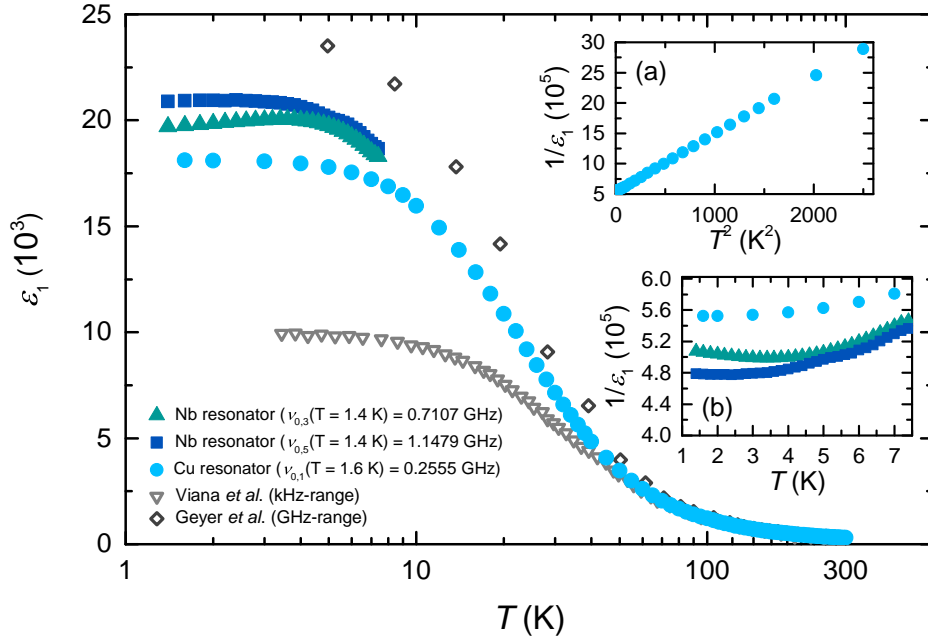 25
20
15
10
5
0
ε₁ (10³)
1
10
100
300
T (K)
Nb resonator (ν₀,₃(T = 1.4 K) = 0.7107 GHz)
Nb resonator (ν₀,₅(T = 1.4 K) = 1.1479 GHz)
Cu resonator (ν₀,₁(T = 1.6 K) = 0.2555 GHz)
Viana et al. (kHz-range)
Geyer et al. (GHz-range)
(a)
30
25
20
15
10
5
1/ε₁ (10⁵)
0
1000
2000
T² (K²)
(b)
6.0
5.6
5.2
4.8
4.4
4.0
1/ε₁ (10⁵)
1 2 3 4 5 6 7
T (K)